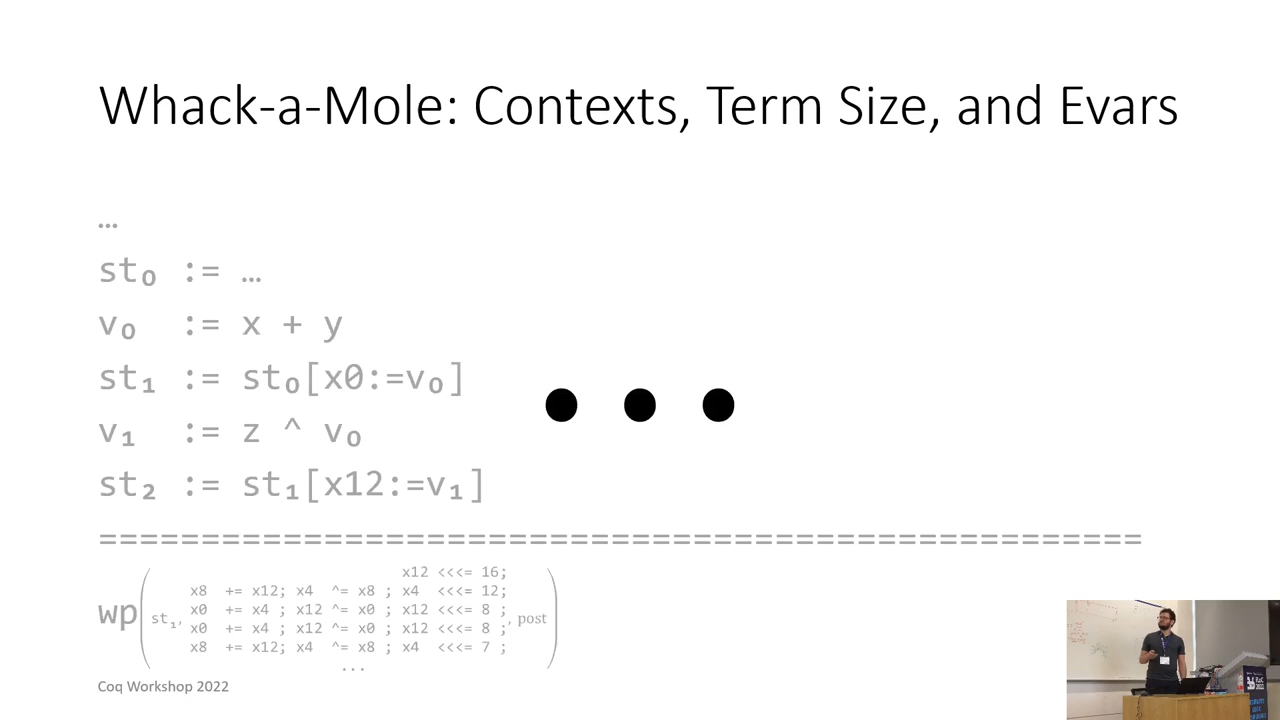 Whack-a-Mole: Contexts, Term Size, and Evars
…
st₀ := …
v₀ := x + y
st₁ := st₀[x0:=v₀]
v₁ := z ^ v₀
st₂ := st₁[x12:=v₁]
===================================================
x12 <<<= 16;
x8 += x12; x4 ^= x8 ; x4 <<<= 12;
x0 += x4 ; x12 ^= x0 ; x12 <<<= 8 ;
wp( st₁, x0 += x4 ; x12 ^= x0 ; x12 <<<= 8 ; , post )
x8 += x12; x4 ^= x8 ; x4 <<<= 7 ;
...
Coq Workshop 2022